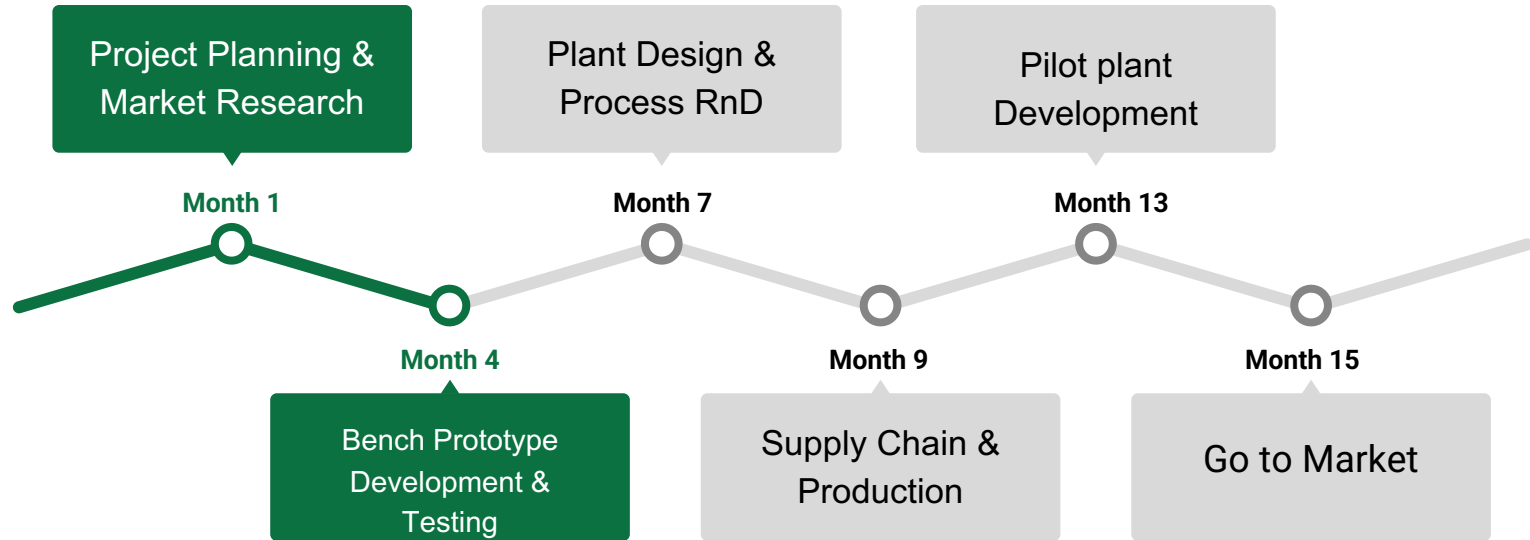 Project Planning &
Market Research
Plant Design &
Process RnD
Pilot plant
Development
Month 1
Month 7
Month 13
Month 4
Month 9
Month 15
Bench Prototype
Development &
Testing
Supply Chain &
Production
Go to Market